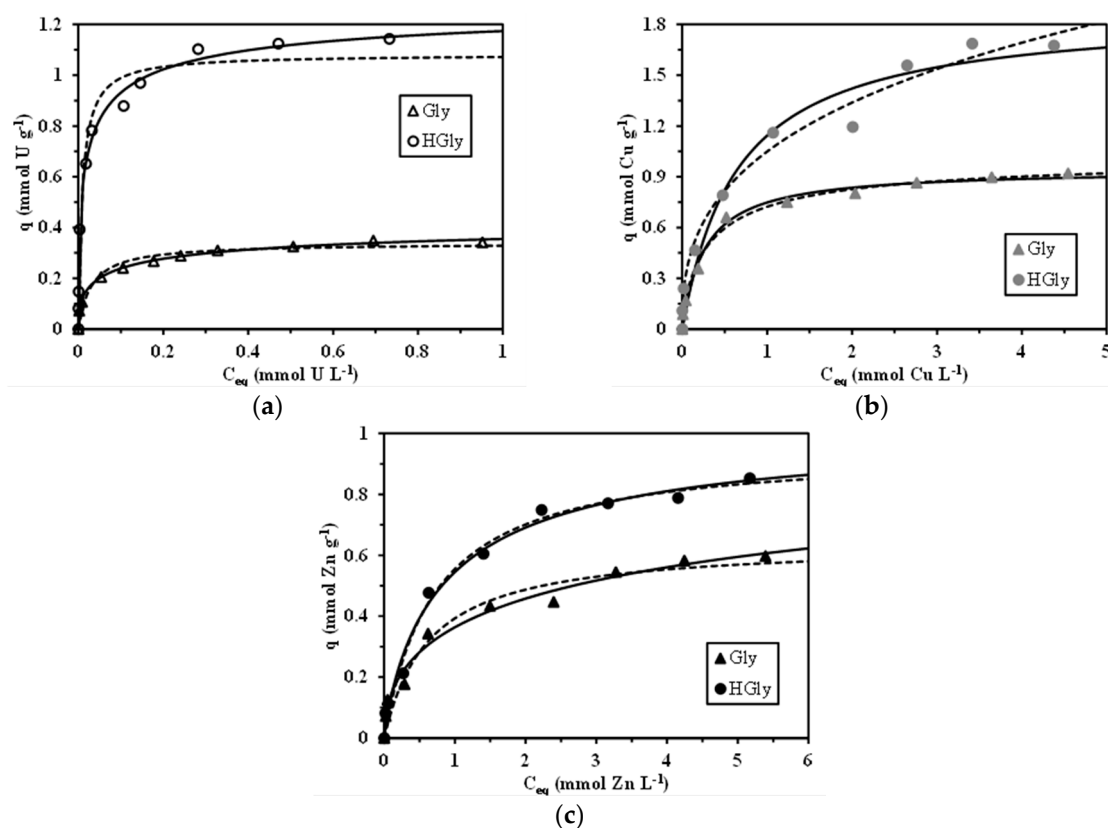 1.2
1
0.8
0.6
0.4
0.2
0
q (mmol U g⁻¹)
Gly
HGly
0 0.2 0.4 0.6 0.8 1
Ceq (mmol U L⁻¹)
(a)
1.8
1.5
1.2
0.9
0.6
0.3
0
q (mmol Cu g⁻¹)
Gly
HGly
0 1 2 3 4 5
Ceq (mmol Cu L⁻¹)
(b)
1
0.8
0.6
0.4
0.2
0
q (mmol Zn g⁻¹)
Gly
HGly
0 1 2 3 4 5 6
Ceq (mmol Zn L⁻¹)
(c)